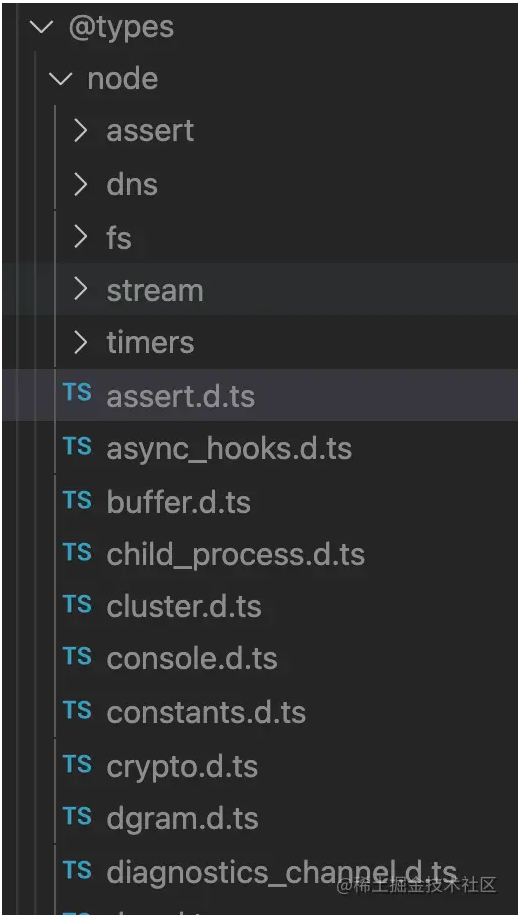 @types
node
assert
dns
fs
stream
timers
TS assert.d.ts
TS async_hooks.d.ts
TS buffer.d.ts
TS child_process.d.ts
TS cluster.d.ts
TS console.d.ts
TS constants.d.ts
TS crypto.d.ts
TS dgram.d.ts
TS diagnostics_channel.d.ts
@稀土掘金技术社区